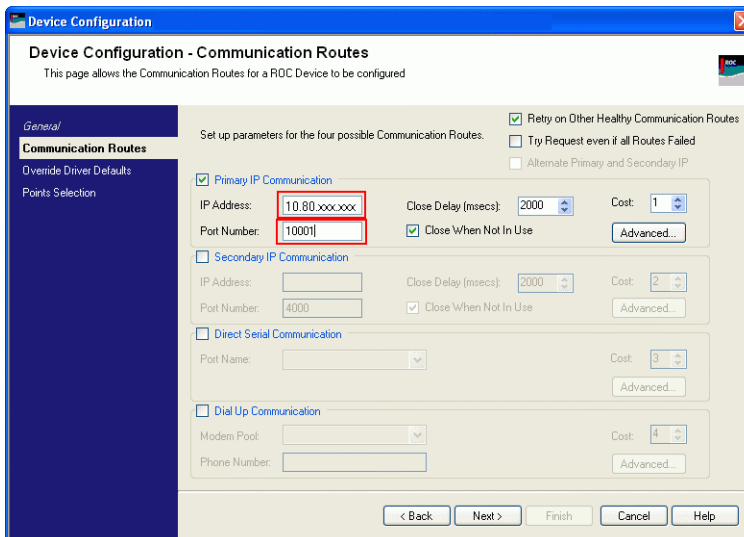 Device Configuration
Device Configuration - Communication Routes
This page allows the Communication Routes for a ROC Device to be configured
ROC
General
Communication Routes
Override Driver Defaults
Points Selection
Set up parameters for the four possible Communication Routes.
Retry on Other Healthy Communication Routes
Try Request even if all Routes Failed
Alternate Primary and Secondary IP
Primary IP Communication
IP Address: 10.80.xxx.xxx Close Delay (msecs): 2000 Cost: 1
Port Number: 10001 Close When Not In Use Advanced...
Secondary IP Communication
IP Address: Close Delay (msecs): 2000 Cost: 2
Port Number: 4000 Close When Not In Use Advanced...
Direct Serial Communication
Port Name: Cost: 3
Advanced...
Dial Up Communication
Modem Pool: Cost: 4
Phone Number: Advanced...
< Back Next > Finish Cancel Help